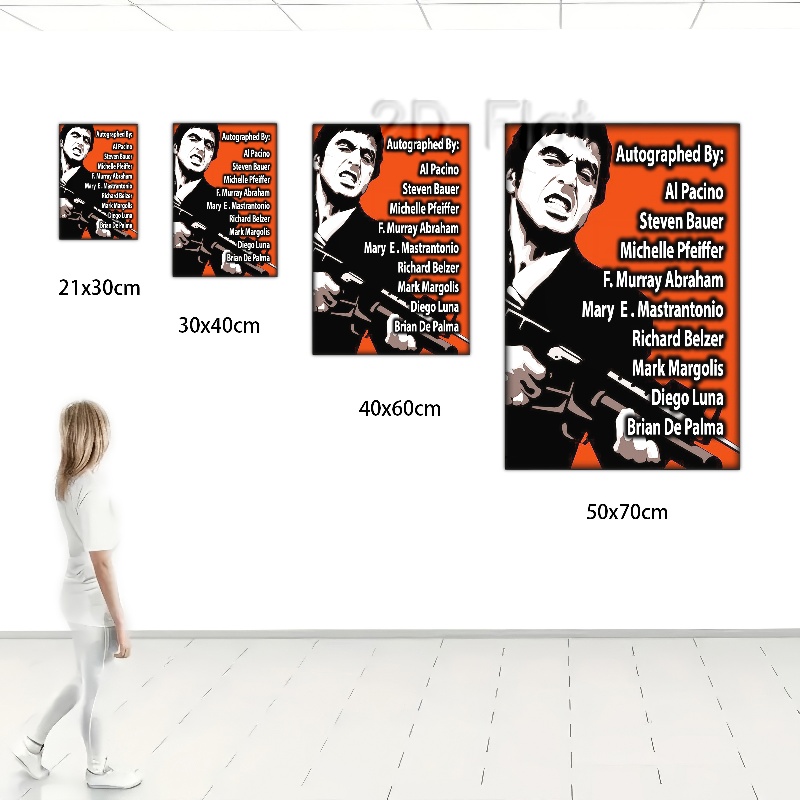 2D Flat
Autographed By:
Al Pacino
Steven Bauer
Michelle Pfeiffer
F. Murray Abraham
Mary E. Mastrantonio
Richard Belzer
Mark Margolis
Diego Luna
Brian De Palma
21x30cm
Autographed By:
Al Pacino
Steven Bauer
Michelle Pfeiffer
F. Murray Abraham
Mary E. Mastrantonio
Richard Belzer
Mark Margolis
Diego Luna
Brian De Palma
30x40cm
Autographed By:
Al Pacino
Steven Bauer
Michelle Pfeiffer
F. Murray Abraham
Mary E. Mastrantonio
Richard Belzer
Mark Margolis
Diego Luna
Brian De Palma
40x60cm
Autographed By:
Al Pacino
Steven Bauer
Michelle Pfeiffer
F. Murray Abraham
Mary E. Mastrantonio
Richard Belzer
Mark Margolis
Diego Luna
Brian De Palma
50x70cm